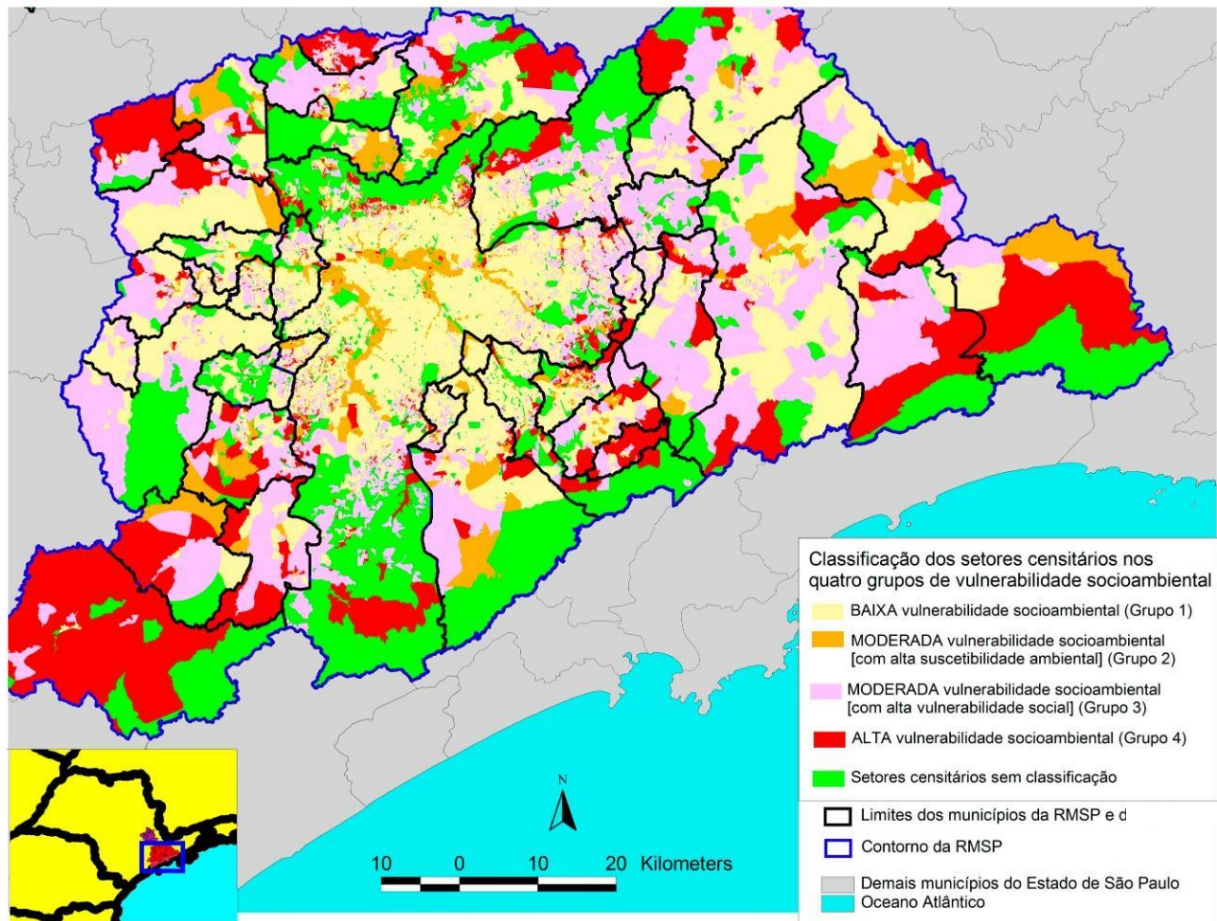 Classificação dos setores censitários nos
quatro grupos de vulnerabilidade socioambiental
BAIXA vulnerabilidade socioambiental (Grupo 1)
MODERADA vulnerabilidade socioambiental
[com alta suscetibilidade ambiental] (Grupo 2)
MODERADA vulnerabilidade socioambiental
[com alta vulnerabilidade social] (Grupo 3)
ALTA vulnerabilidade socioambiental (Grupo 4)
Setores censitários sem classificação
Limites dos municípios da RMSP e d
Contorno da RMSP
Demais municípios do Estado de São Paulo
Oceano Atlântico
N
10 0 10 20 Kilometers